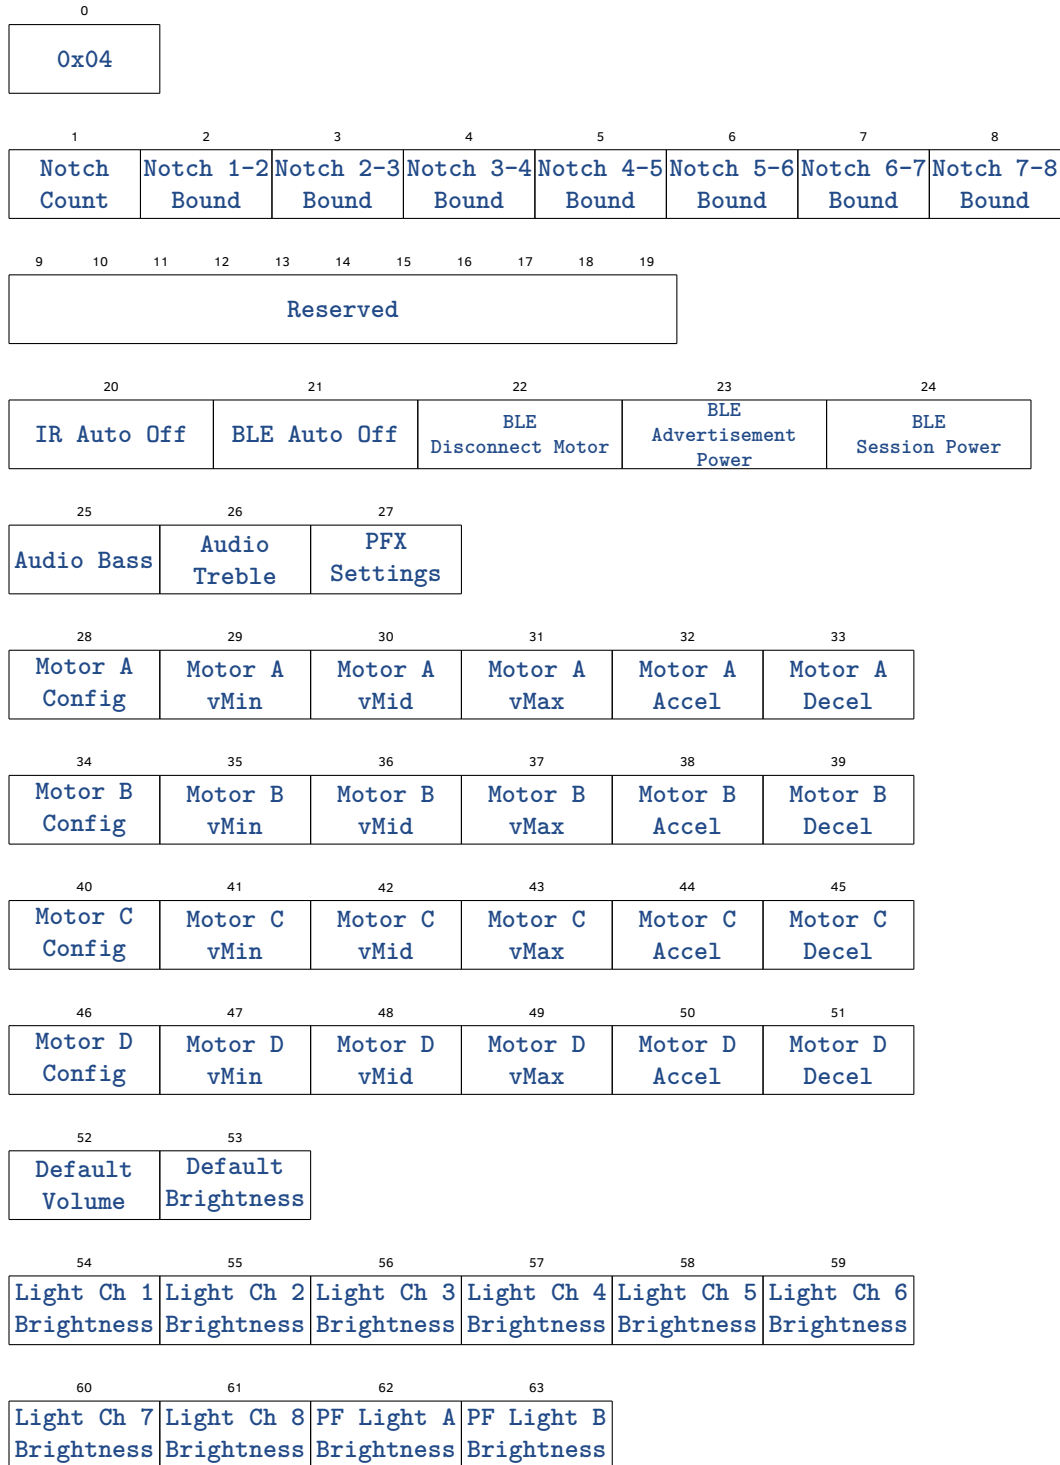 0
0x04
1 2 3 4 5 6 7 8
Notch Notch 1-2 Notch 2-3 Notch 3-4 Notch 4-5 Notch 5-6 Notch 6-7 Notch 7-8
Count Bound Bound Bound Bound Bound Bound Bound
9 10 11 12 13 14 15 16 17 18 19
Reserved
20 21 22 23 24
IR Auto Off BLE Auto Off BLE BLE BLE
Disconnect Motor Advertisement Session Power
Power
25 26 27
Audio Bass Audio PFX
Treble Settings
28 29 30 31 32 33
Motor A Motor A Motor A Motor A Motor A Motor A
Config vMin vMid vMax Accel Decel
34 35 36 37 38 39
Motor B Motor B Motor B Motor B Motor B Motor B
Config vMin vMid vMax Accel Decel
40 41 42 43 44 45
Motor C Motor C Motor C Motor C Motor C Motor C
Config vMin vMid vMax Accel Decel
46 47 48 49 50 51
Motor D Motor D Motor D Motor D Motor D Motor D
Config vMin vMid vMax Accel Decel
52 53
Default Default
Volume Brightness
54 55 56 57 58 59
Light Ch 1 Light Ch 2 Light Ch 3 Light Ch 4 Light Ch 5 Light Ch 6
Brightness Brightness Brightness Brightness Brightness Brightness
60 61 62 63
Light Ch 7 Light Ch 8 PF Light A PF Light B
Brightness Brightness Brightness Brightness